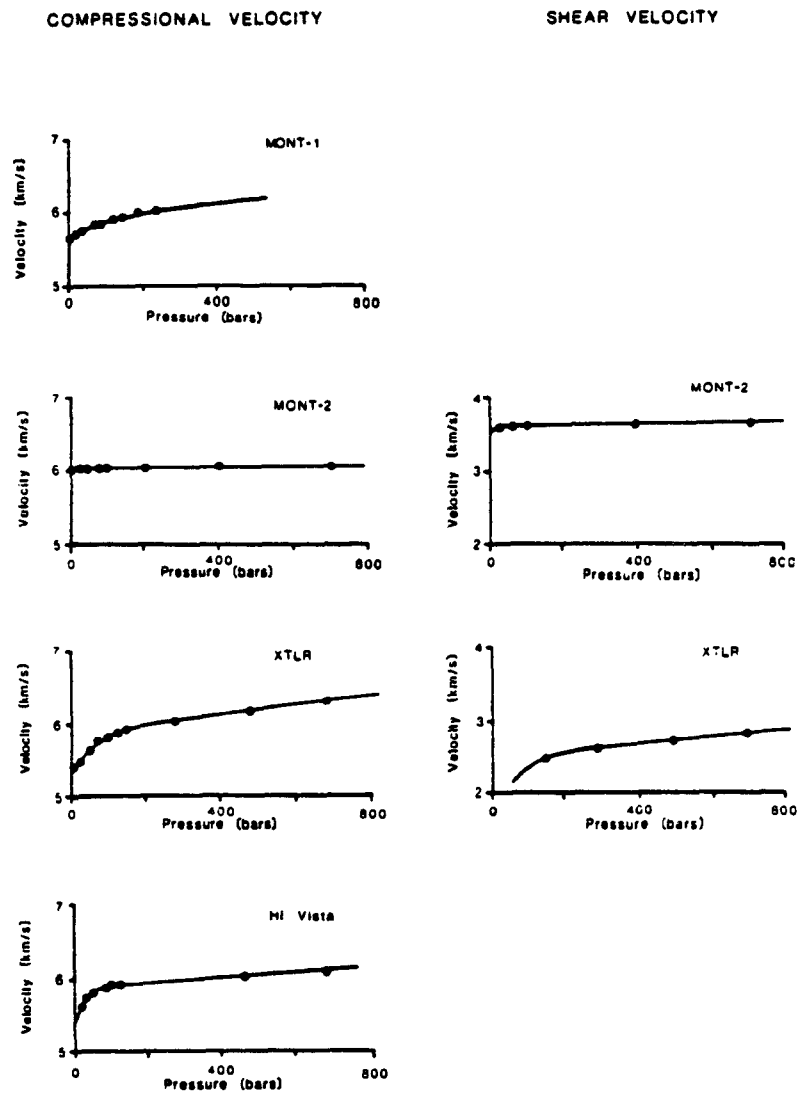 COMPRESSIONAL VELOCITY
SHEAR VELOCITY
MONT-1
7
6
5
Velocity (km/s)
0
400
800
Pressure (bars)
MONT-2
7
6
5
Velocity (km/s)
0
400
800
Pressure (bars)
MONT-2
4
3
2
Velocity (km/s)
0
400
800
Pressure (bars)
XTLR
7
6
5
Velocity (km/s)
0
400
800
Pressure (bars)
XTLR
4
3
2
Velocity (km/s)
0
400
800
Pressure (bars)
Hi Vista
7
6
5
Velocity (km/s)
0
400
800
Pressure (bars)